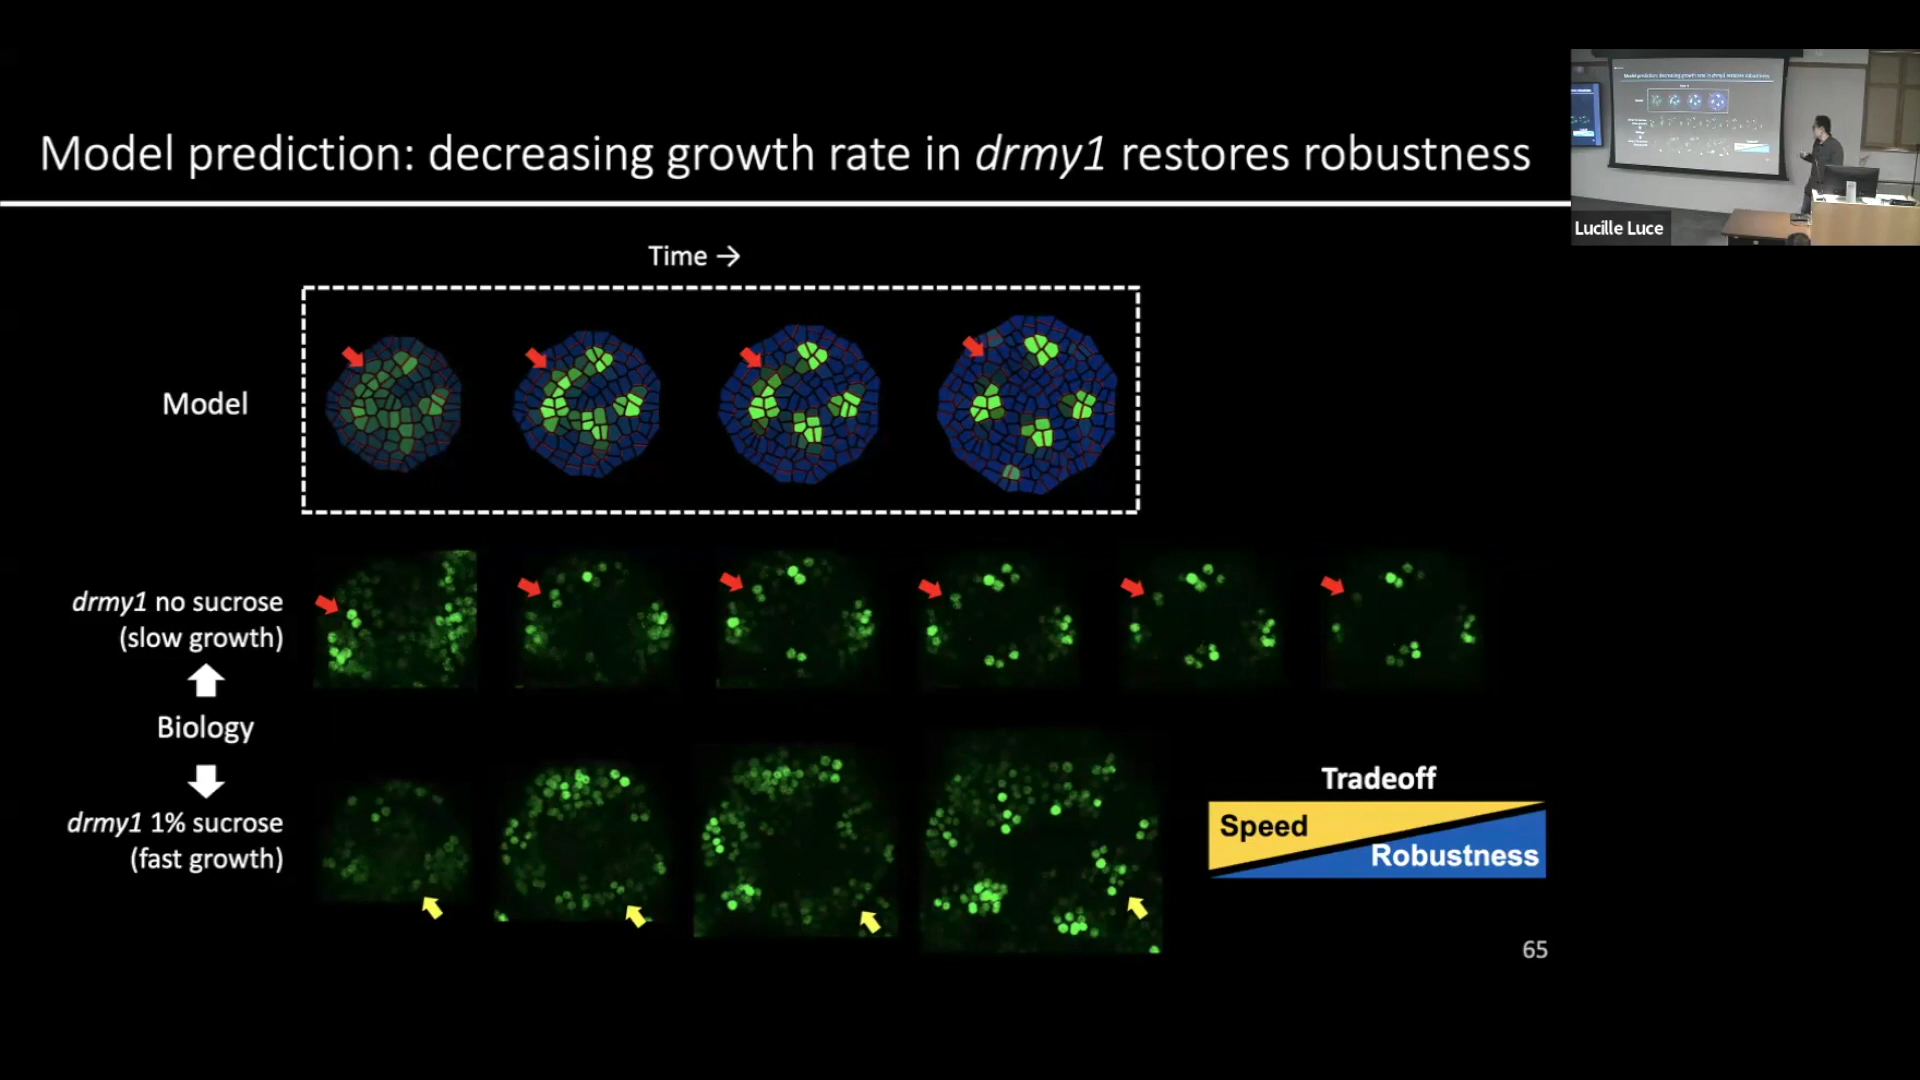 Model prediction: decreasing growth rate in drmy1 restores robustness
Lucille Luce
Time →
Model
drmy1 no sucrose
(slow growth)
Biology
drmy1 1% sucrose
(fast growth)
Tradeoff
Speed
Robustness
65